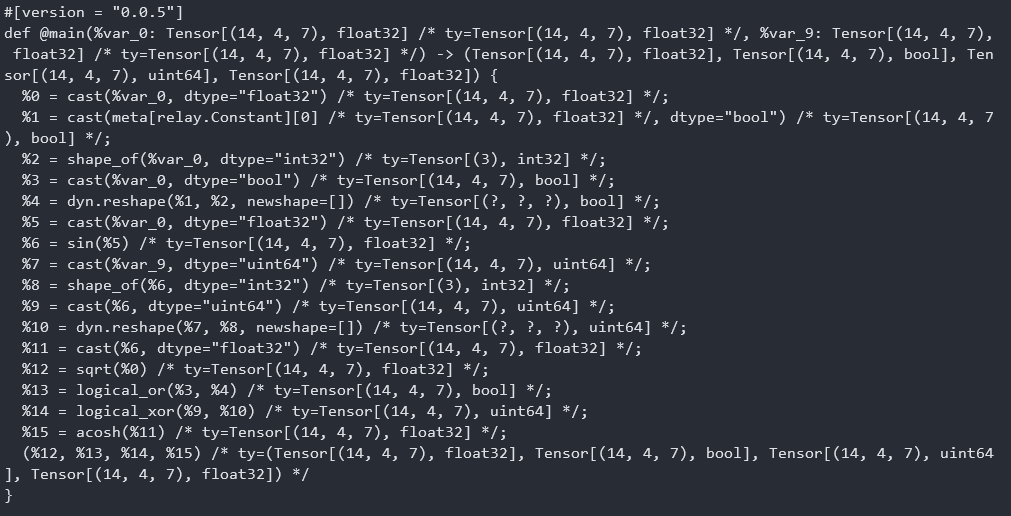 #[version = "0.0.5"]
def @main(%var_0: Tensor[(14, 4, 7), float32] /* ty=Tensor[(14, 4, 7), float32] */, %var_9: Tensor[(14, 4, 7),
 float32] /* ty=Tensor[(14, 4, 7), float32] */) -> (Tensor[(14, 4, 7), float32], Tensor[(14, 4, 7), bool], Ten
sor[(14, 4, 7), uint64], Tensor[(14, 4, 7), float32]) {
  %0 = cast(%var_0, dtype="float32") /* ty=Tensor[(14, 4, 7), float32] */;
  %1 = cast(meta[relay.Constant][0] /* ty=Tensor[(14, 4, 7), float32] */, dtype="bool") /* ty=Tensor[(14, 4, 7
), bool] */;
  %2 = shape_of(%var_0, dtype="int32") /* ty=Tensor[(3), int32] */;
  %3 = cast(%var_0, dtype="bool") /* ty=Tensor[(14, 4, 7), bool] */;
  %4 = dyn.reshape(%1, %2, newshape=[]) /* ty=Tensor[(?, ?, ?), bool] */;
  %5 = cast(%var_0, dtype="float32") /* ty=Tensor[(14, 4, 7), float32] */;
  %6 = sin(%5) /* ty=Tensor[(14, 4, 7), float32] */;
  %7 = cast(%var_9, dtype="uint64") /* ty=Tensor[(14, 4, 7), uint64] */;
  %8 = shape_of(%6, dtype="int32") /* ty=Tensor[(3), int32] */;
  %9 = cast(%6, dtype="uint64") /* ty=Tensor[(14, 4, 7), uint64] */;
  %10 = dyn.reshape(%7, %8, newshape=[]) /* ty=Tensor[(?, ?, ?), uint64] */;
  %11 = cast(%6, dtype="float32") /* ty=Tensor[(14, 4, 7), float32] */;
  %12 = sqrt(%0) /* ty=Tensor[(14, 4, 7), float32] */;
  %13 = logical_or(%3, %4) /* ty=Tensor[(14, 4, 7), bool] */;
  %14 = logical_xor(%9, %10) /* ty=Tensor[(14, 4, 7), uint64] */;
  %15 = acosh(%11) /* ty=Tensor[(14, 4, 7), float32] */;
  (%12, %13, %14, %15) /* ty=(Tensor[(14, 4, 7), float32], Tensor[(14, 4, 7), bool], Tensor[(14, 4, 7), uint64
], Tensor[(14, 4, 7), float32]) */
}